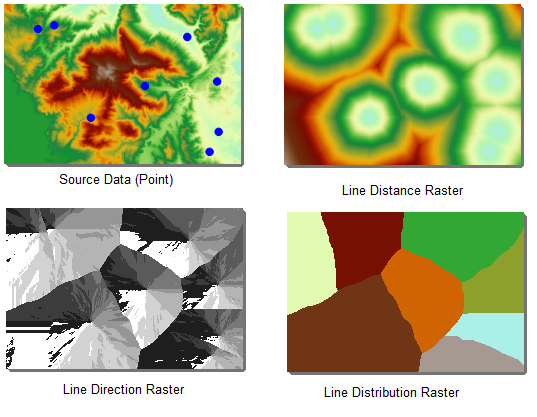 Source Data (Point)
Line Distance Raster
Line Direction Raster
Line Distribution Raster